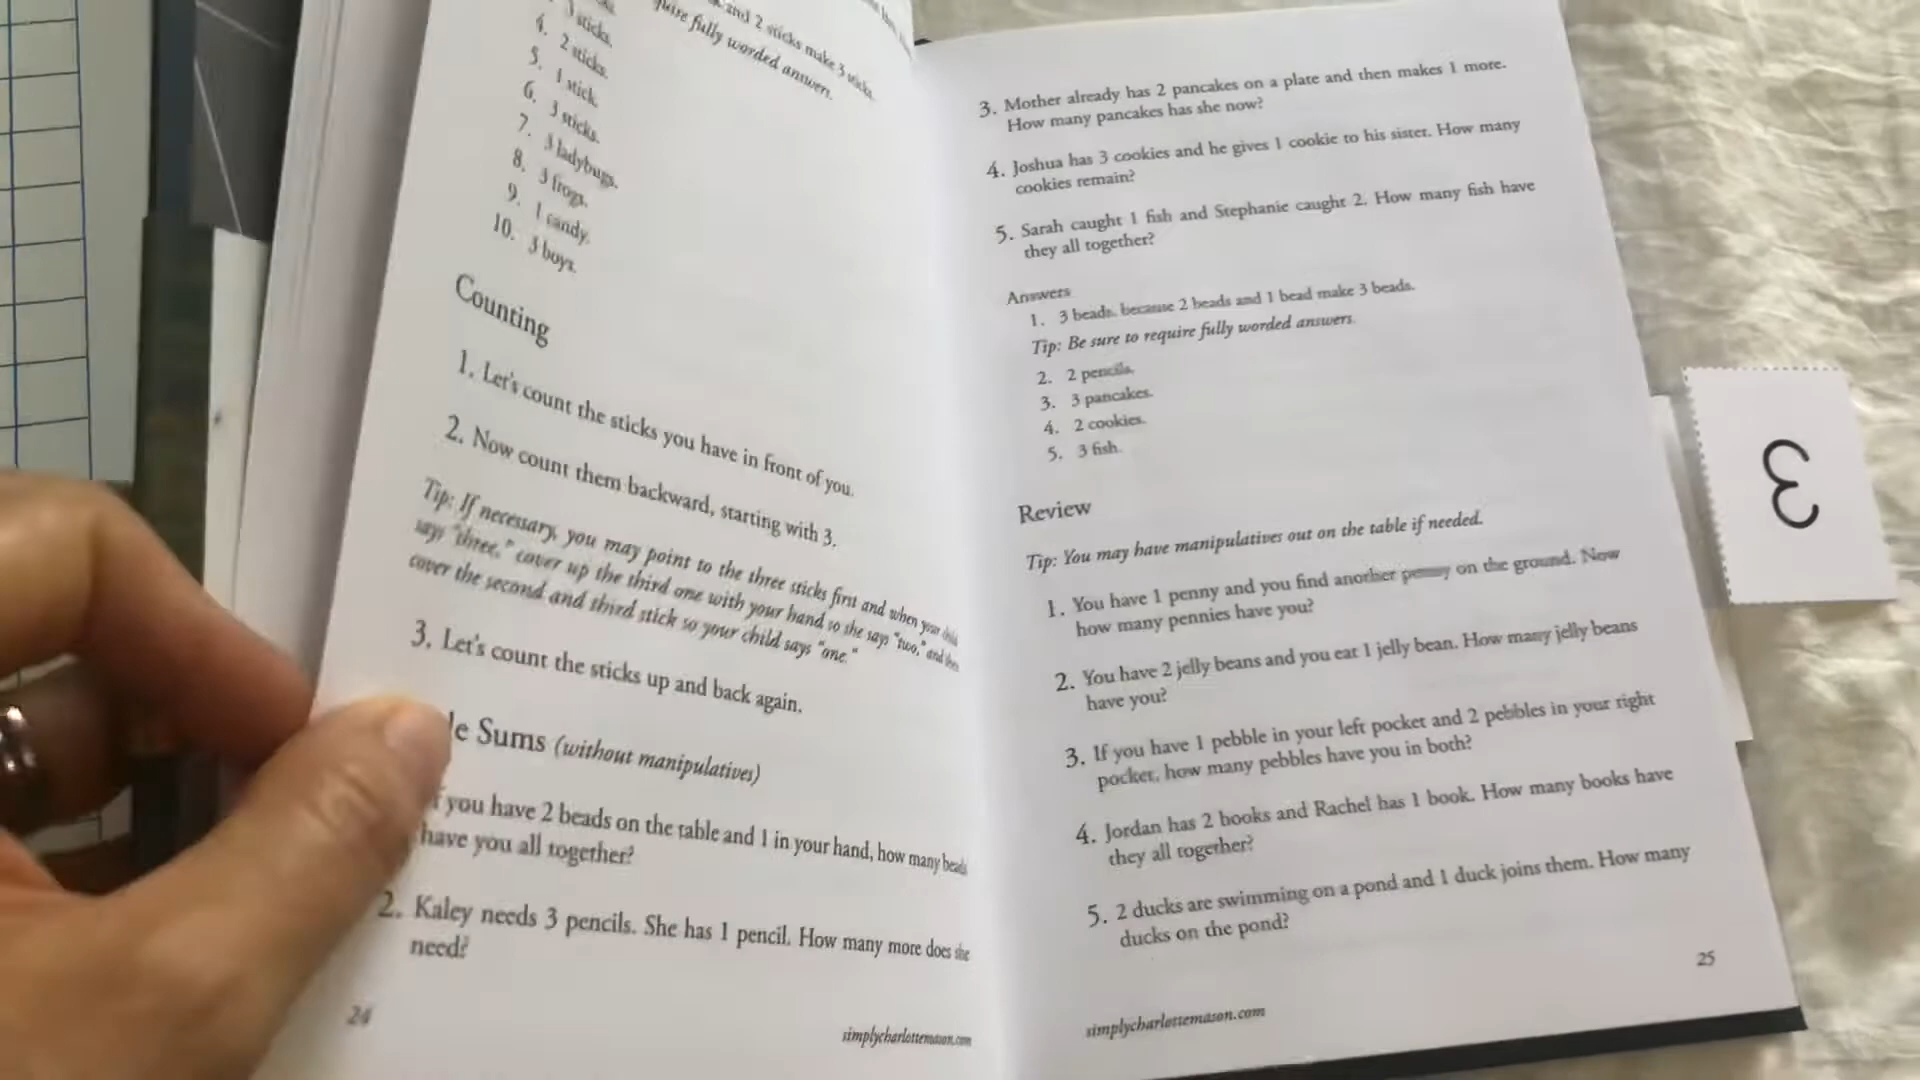 and 2 sticks make 3 sticks.
fully worded answers.
3 sticks.
4. 2 sticks.
5. 1 stick.
6. 3 sticks.
7. 3 ladybugs.
8. 3 frogs.
9. 1 candy.
10. 3 boys.
Counting
1. Let's count the sticks you have in front of you.
2. Now count them backward, starting with 3.
Tip: If necessary, you may point to the three sticks first and when your child
says "three," cover up the third one with your hand so she says "two," and then
cover the second and third stick so your child says "one."
3. Let's count the sticks up and back again.
Sums (without manipulatives)
you have 2 beads on the table and 1 in your hand, how many beads
have you all together?
2. Kaley needs 3 pencils. She has 1 pencil. How many more does she
need?
24
simplycharlottemason.com
3. Mother already has 2 pancakes on a plate and then makes 1 more.
How many pancakes has she now?
4. Joshua has 3 cookies and he gives 1 cookie to his sister. How many
cookies remain?
5. Sarah caught 1 fish and Stephanie caught 2. How many fish have
they all together?
Answers
1. 3 beads, because 2 beads and 1 bead make 3 beads.
Tip: Be sure to require fully worded answers.
2. 2 pencils.
3. 3 pancakes.
4. 2 cookies.
5. 3 fish.
Review
Tip: You may have manipulatives out on the table if needed.
1. You have 1 penny and you find another penny on the ground. Now
how many pennies have you?
2. You have 2 jelly beans and you eat 1 jelly bean. How many jelly beans
have you?
3. If you have 1 pebble in your left pocket and 2 pebbles in your right
pocket, how many pebbles have you in both?
4. Jordan has 2 books and Rachel has 1 book. How many books have
they all together?
5. 2 ducks are swimming on a pond and 1 duck joins them. How many
ducks on the pond?
25
simplycharlottemason.com
3